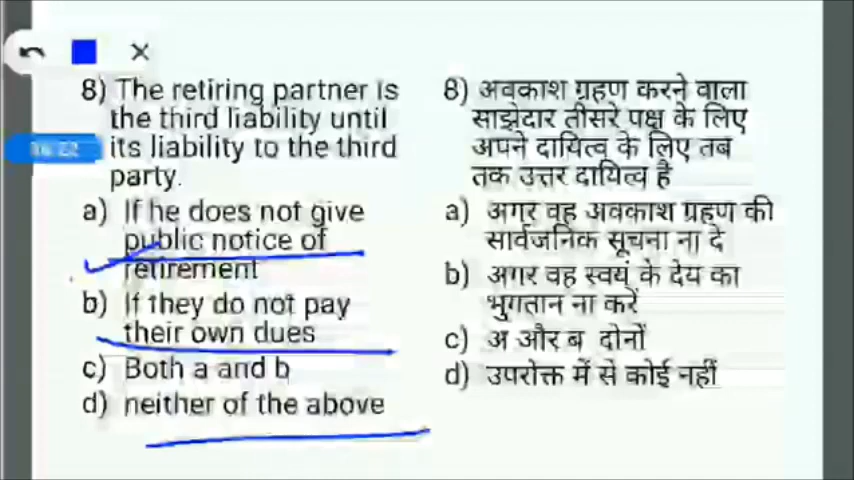 8) The retiring partner is
the third liability until
its liability to the third
party.
a) If he does not give
public notice of
retirement
b) If they do not pay
their own dues
c) Both a and b
d) neither of the above
8) अवकाश ग्रहण करने वाला
साझेदार तीसरे पक्ष के लिए
अपने दायित्व के लिए तब
तक उत्तर दायित्व है
a) अगर वह अवकाश ग्रहण की
सार्वजनिक सूचना ना दे
b) अगर वह स्वयं के देय का
भुगतान ना करें
c) अ और ब दोनों
d) उपरोक्त में से कोई नहीं